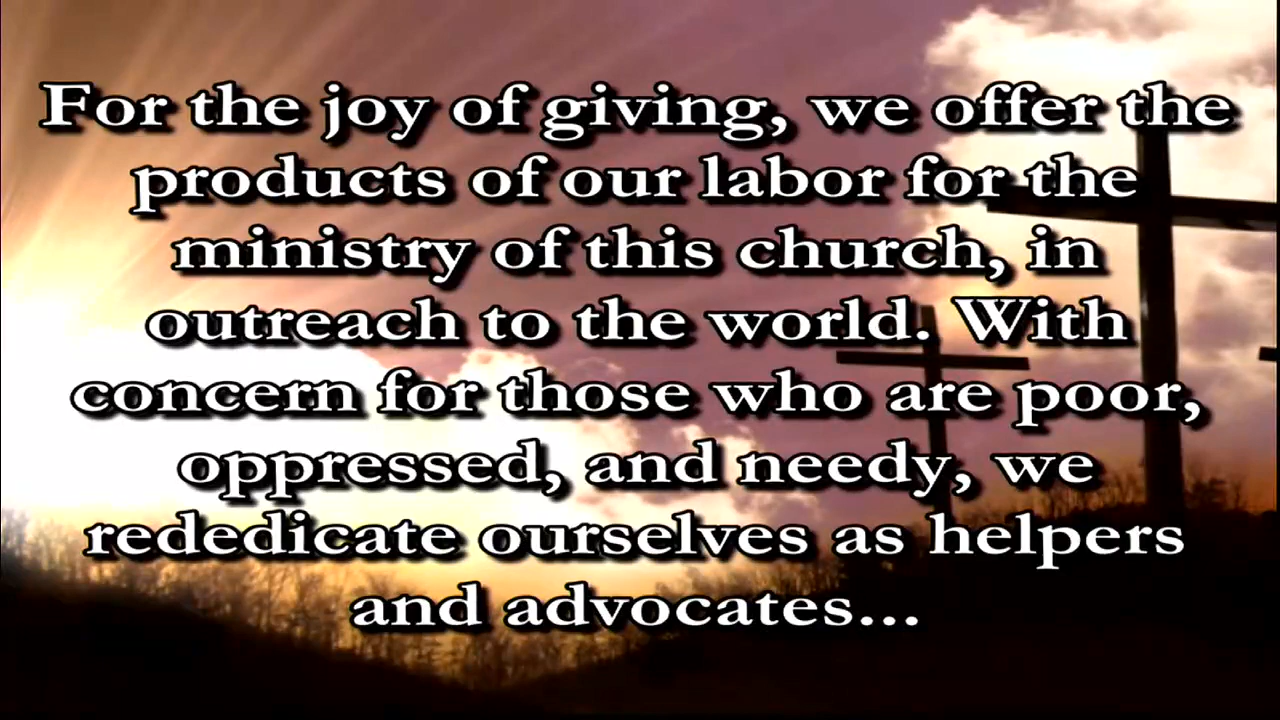 For the joy of giving, we offer the
products of our labor for the
ministry of this church, in
outreach to the world. With
concern for those who are poor,
oppressed, and needy, we
rededicate ourselves as helpers
and advocates...